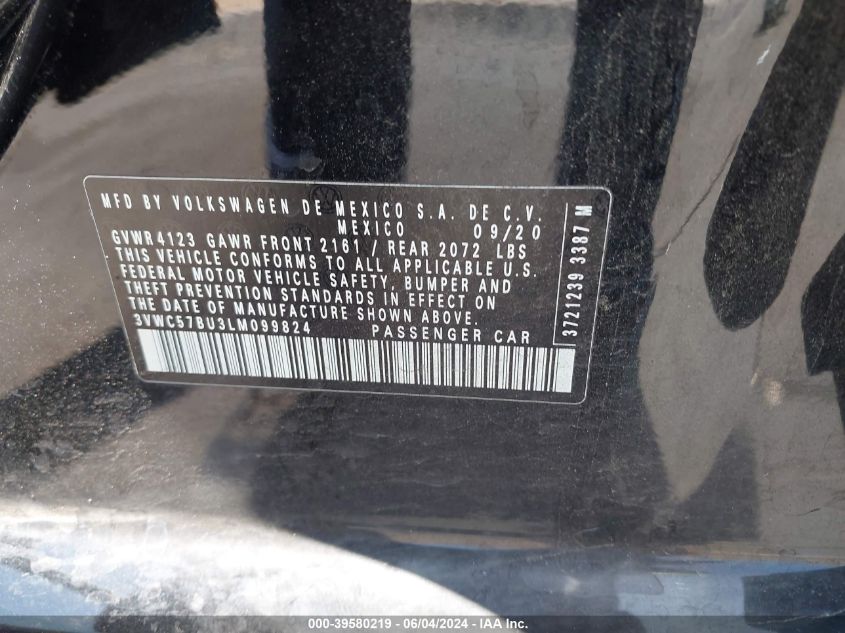 MFD BY VOLKSWAGEN DE MEXICO S.A. DE C.V.
MEXICO 09/20
GVWR4123 GAWR FRONT 2161 / REAR 2072 LBS
THIS VEHICLE CONFORMS TO ALL APPLICABLE U.S.
FEDERAL MOTOR VEHICLE SAFETY, BUMPER AND
THEFT PREVENTION STANDARDS IN EFFECT ON
THE DATE OF MANUFACTURE SHOWN ABOVE.
3VWC57BU3LM099824 PASSENGER CAR
3721239 3387 M
000-39580219 - 06/04/2024 - IAA Inc.